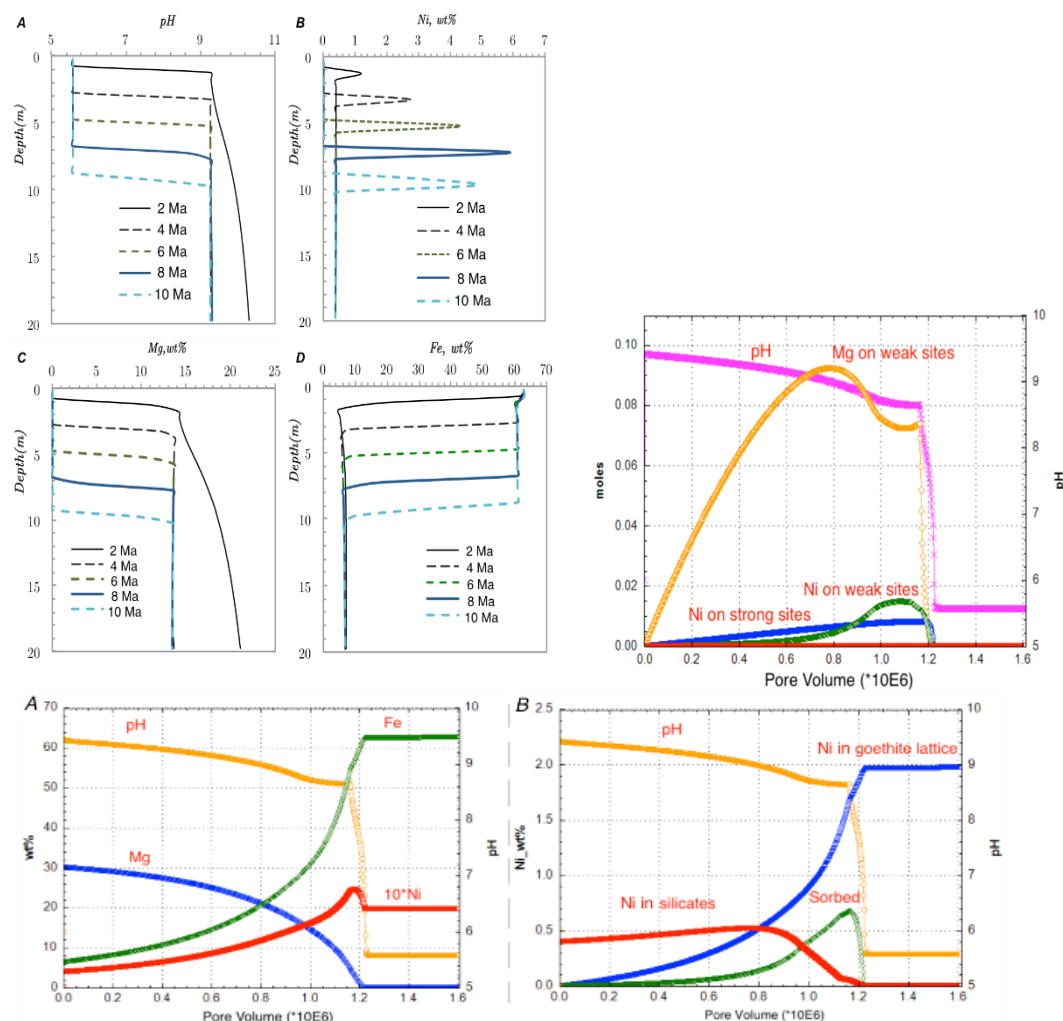 A
pH
5 7 9 11
0
5
10
15
20
Depth(m)
2 Ma
4 Ma
6 Ma
8 Ma
10 Ma
B
Ni, wt%
0 1 2 3 4 5 6 7
0
5
10
15
20
Depth(m)
2 Ma
4 Ma
6 Ma
8 Ma
10 Ma
C
Mg,wt%
0 5 10 15 20 25
0
5
10
15
20
Depth(m)
2 Ma
4 Ma
6 Ma
8 Ma
10 Ma
D
Fe, wt%
0 10 20 30 40 50 60 70
0
5
10
15
20
Depth(m)
2 Ma
4 Ma
6 Ma
8 Ma
10 Ma
pH
Mg on weak sites
Ni on weak sites
Ni on strong sites
moles
0.10
0.08
0.06
0.04
0.02
0.00
10
9
8
7
6
5
pH
0.0 0.2 0.4 0.6 0.8 1.0 1.2 1.4 1.6
Pore Volume (*10E6)
A
pH
Fe
Mg
10*Ni
wt%
70
60
50
40
30
20
10
0
10
9
8
7
6
5
pH
0.0 0.2 0.4 0.6 0.8 1.0 1.2 1.4 1.6
Pore Volume (*10E6)
B
pH
Ni in goethite lattice
Ni in silicates
Sorbed
Ni_wt%
2.5
2.0
1.5
1.0
0.5
0.0
10
9
8
7
6
5
pH
0.0 0.2 0.4 0.6 0.8 1.0 1.2 1.4 1.6
Pore Volume (*10E6)